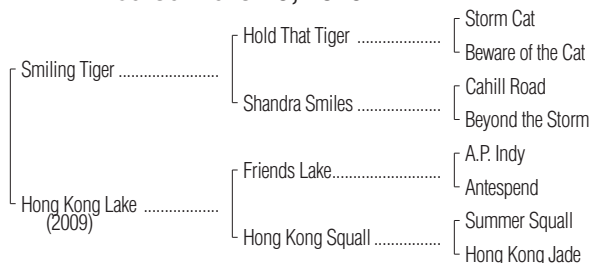 Storm Cat
Hold That Tiger ....................
Beware of the Cat
Smiling Tiger ........................
Cahill Road
Shandra Smiles ....................
Beyond the Storm
A.P. Indy
Friends Lake..........................
Antespend
Hong Kong Lake ..................
(2009)
Summer Squall
Hong Kong Squall ................
Hong Kong Jade